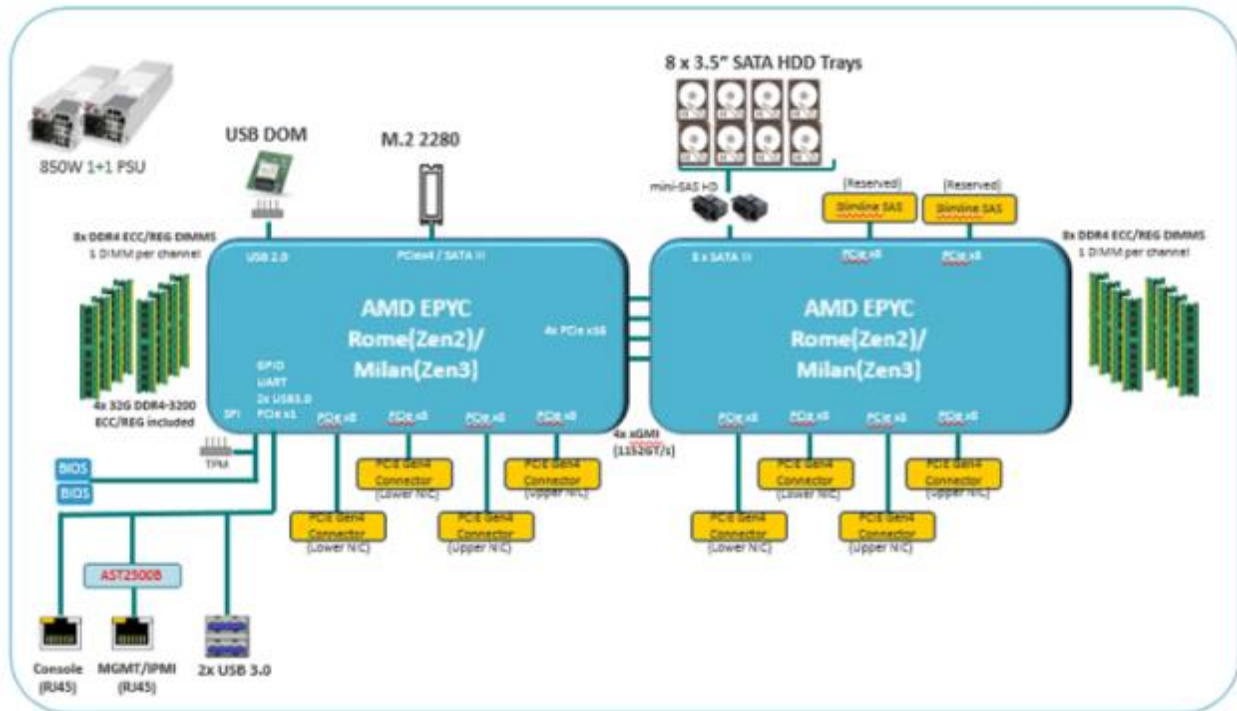 850W 1+1 PSU
USB DOM
M.2 2280
8 x 3.5” SATA HDD Trays
mini-SAS HD
(Reserved)
(Reserved)
Slimline SAS
Slimline SAS
8x DDR4 ECC/REG DIMMS
1 DIMM per channel
8x DDR4 ECC/REG DIMMS
1 DIMM per channel
USB 2.0
PCIex4 / SATA III
8 x SATA III
PCIe x8
PCIe x8
AMD EPYC
Rome(Zen2)/
Milan(Zen3]
4x PCIe x16
AMD EPYC
Rome(Zen2)/
Milan(Zen3]
GPIO
UART
2x USB3.0
PCIe x1
SPI
4x 32G DDR4-3200
ECC/REG included
PCIe x8
PCIe x8
PCIe x8
PCIe x8
PCIe x8
PCIe x8
PCIe x8
PCIe x8
4x xGMI
(1152GT/s)
TPM
BIOS
BIOS
PCIE Gen4
Connector
(Lower NIC)
PCIE Gen4
Connector
(Upper NIC)
PCIE Gen4
Connector
(Lower NIC)
PCIE Gen4
Connector
(Upper NIC)
PCIE Gen4
Connector
(Lower NIC)
PCIE Gen4
Connector
(Upper NIC)
PCIE Gen4
Connector
(Lower NIC)
PCIE Gen4
Connector
(Upper NIC)
AST2500B
Console
(RJ45)
MGMT/IPMI
(RJ45)
2x USB 3.0